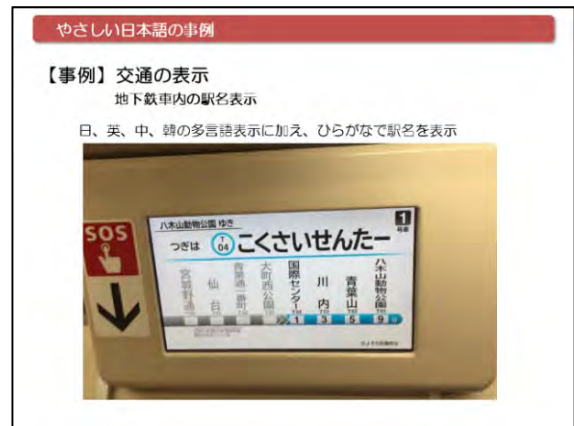 やさしい日本語の事例
【事例】交通の表示
地下鉄車内の駅名表示
日、英、中、韓の多言語表示に加え、ひらがなで駅名を表示
SOS
八木山動物公園 ゆき
1
号車
つぎは
T
04
こくさいせんたー
宮城野通
仙台
青葉通一番町
大町西公園
国際センター
川内
青葉山
八木山動物公園
1
3
5
9